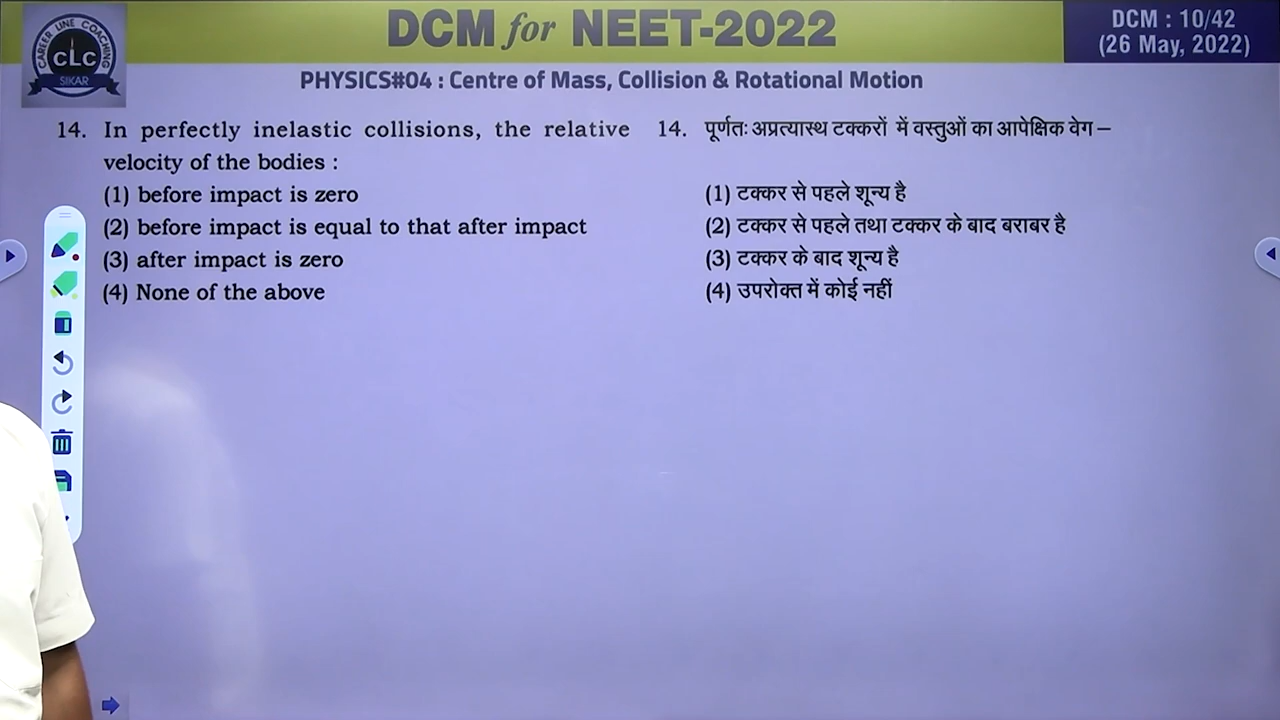 DCM for NEET-2022
DCM : 10/42
(26 May, 2022)
CAREER LINE COACHING
CLC
SIKAR
PHYSICS#04 : Centre of Mass, Collision & Rotational Motion
14. In perfectly inelastic collisions, the relative
velocity of the bodies :
(1) before impact is zero
(2) before impact is equal to that after impact
(3) after impact is zero
(4) None of the above
14. पूर्णतः अप्रत्यास्थ टक्करों में वस्तुओं का आपेक्षिक वेग –
(1) टक्कर से पहले शून्य है
(2) टक्कर से पहले तथा टक्कर के बाद बराबर है
(3) टक्कर के बाद शून्य है
(4) उपरोक्त में कोई नहीं